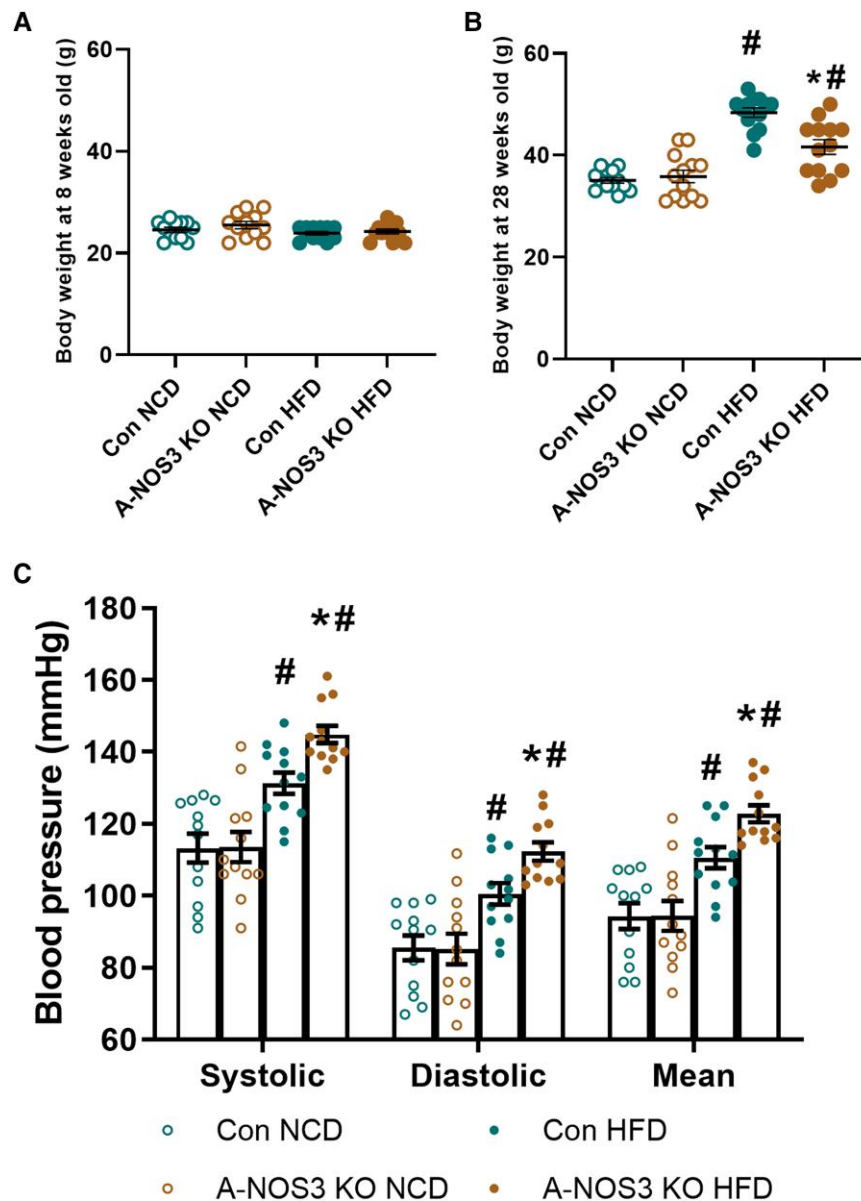 A
Body weight at 8 weeks old (g)
60
40
20
0
Con NCD
A-NOS3 KO NCD
Con HFD
A-NOS3 KO HFD
B
Body weight at 28 weeks old (g)
60
40
20
0
#
*#
Con NCD
A-NOS3 KO NCD
Con HFD
A-NOS3 KO HFD
C
Blood pressure (mmHg)
180
160
140
120
100
80
60
#
*#
#
*#
#
*#
Systolic
Diastolic
Mean
Con NCD
Con HFD
A-NOS3 KO NCD
A-NOS3 KO HFD